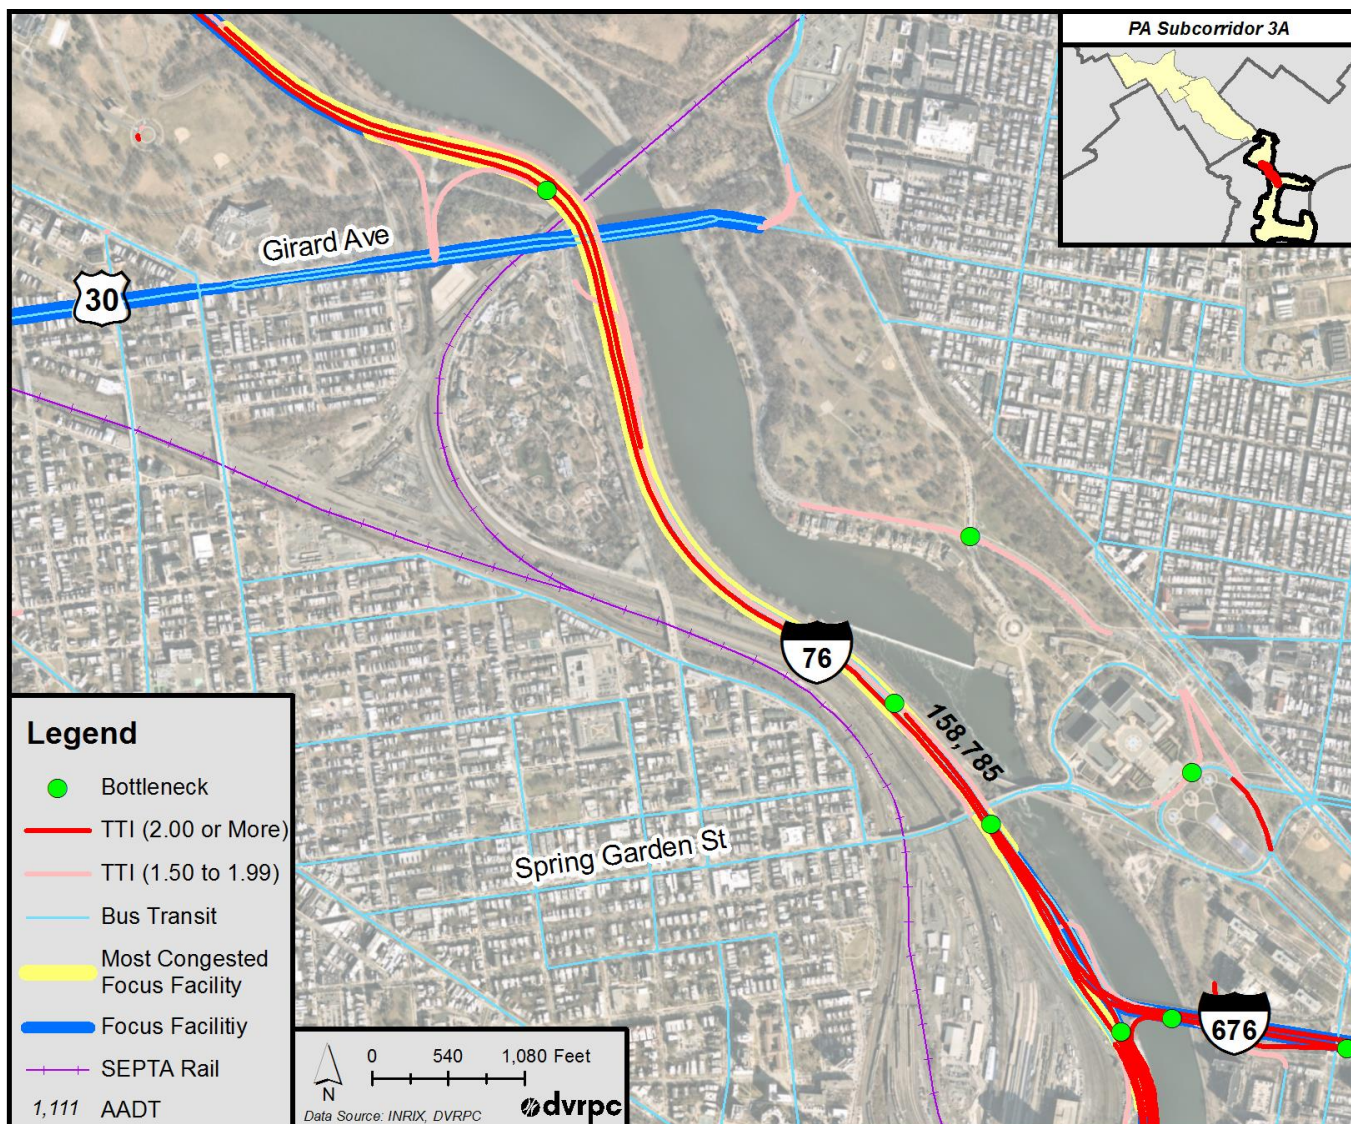 PA Subcorridor 3A
Girard Ave
30
76
158,785
Spring Garden St
676
Legend
Bottleneck
TTI (2.00 or More)
TTI (1.50 to 1.99)
Bus Transit
Most Congested
Focus Facility
Focus Facilitiy
SEPTA Rail
1,111 AADT
0 540 1,080 Feet
N
Data Source: INRIX, DVRPC
dvrpc